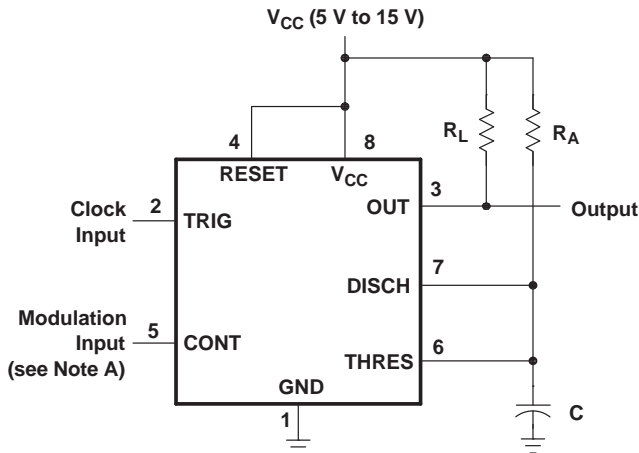 VCC (5 V to 15 V)
4
8
RL
RA
RESET
VCC
3
OUT
Output
Clock
Input
2
TRIG
7
DISCH
Modulation
Input
(see Note A)
5
CONT
6
THRES
GND
1
C